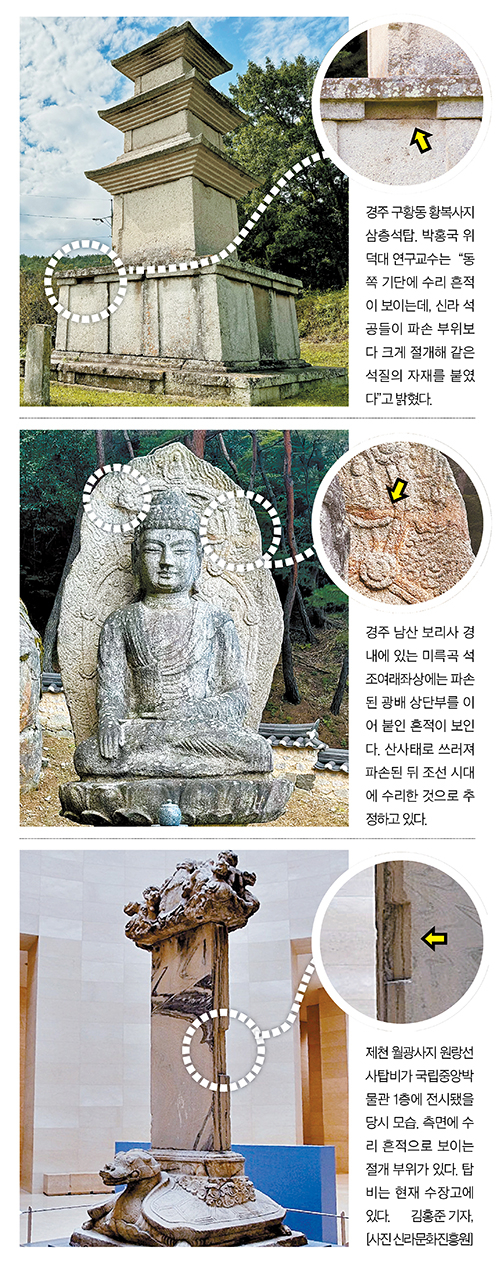 경주 구황동 황복사지
삼층석탑. 박홍국 위
덕대 연구교수는 “동
쪽 기단에 수리 흔적
이 보이는데, 신라 석
공들이 파손 부위보
다 크게 절개해 같은
석질의 자재를 붙였
다”고 밝혔다.
경주 남산 보리사 경
내에 있는 미륵곡 석
조여래좌상에는 파손
된 광배 상단부를 이
어 붙인 흔적이 보인
다. 산사태로 쓰러져
파손된 뒤 조선 시대
에 수리한 것으로 추
정하고 있다.
제천 월광사지 원랑선
사탑비가 국립중앙박
물관 1층에 전시됐을
당시 모습. 측면에 수
리 흔적으로 보이는
절개 부위가 있다. 탑
비는 현재 수장고에
있다. 김홍준 기자,
[사진 신라문화진흥원]